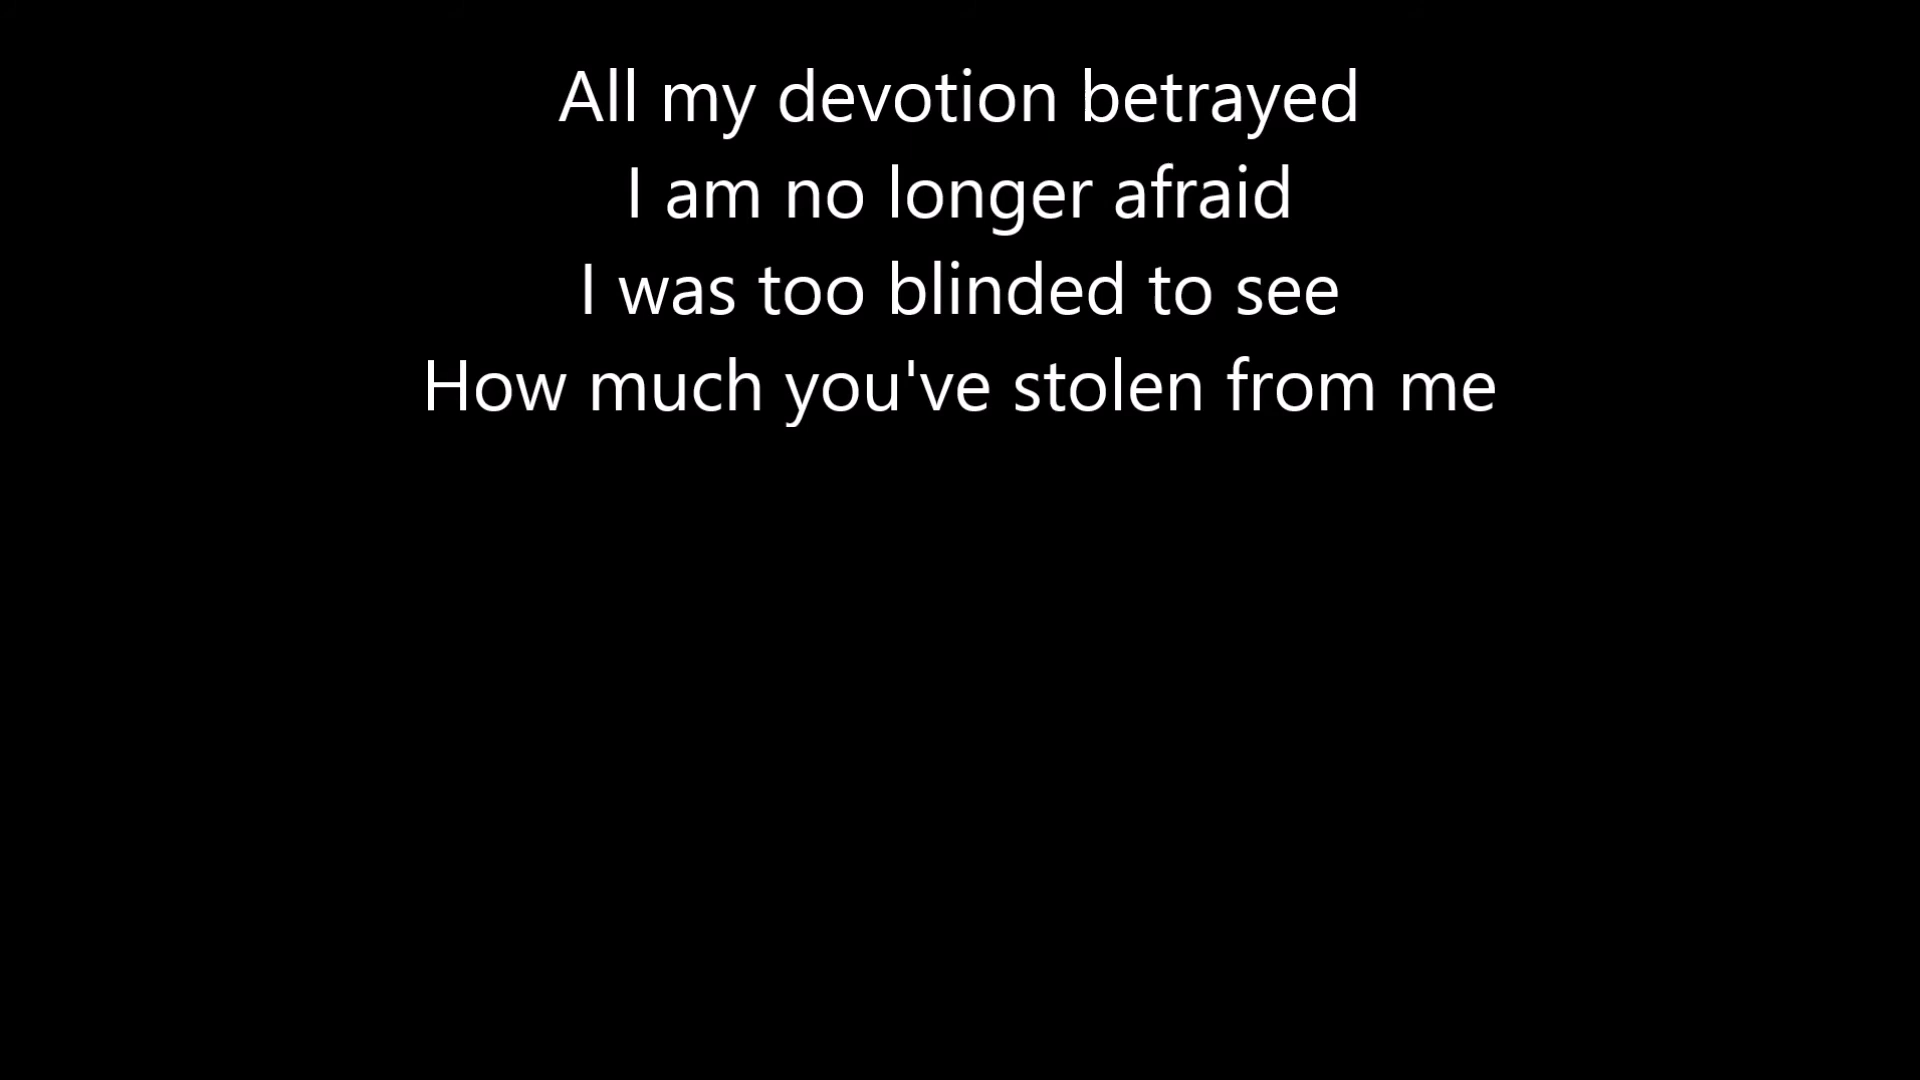 All my devotion betrayed
I am no longer afraid
I was too blinded to see
How much you've stolen from me